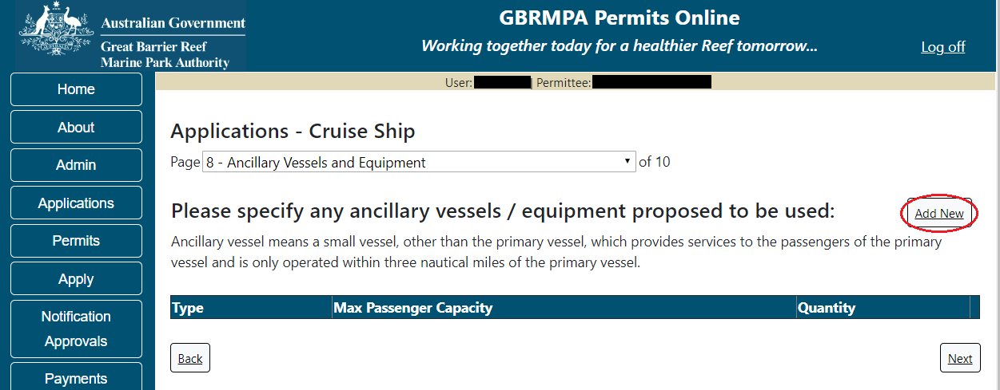 Australian Government
Great Barrier Reef
Marine Park Authority
GBRMPA Permits Online
Working together today for a healthier Reef tomorrow...
Log off
User: | Permittee:
Home
About
Admin
Applications
Permits
Apply
Notification
Approvals
Payments
Applications - Cruise Ship
Page 8 - Ancillary Vessels and Equipment of 10
Please specify any ancillary vessels / equipment proposed to be used:
Add New
Ancillary vessel means a small vessel, other than the primary vessel, which provides services to the passengers of the primary
vessel and is only operated within three nautical miles of the primary vessel.
Type Max Passenger Capacity Quantity
Back
Next